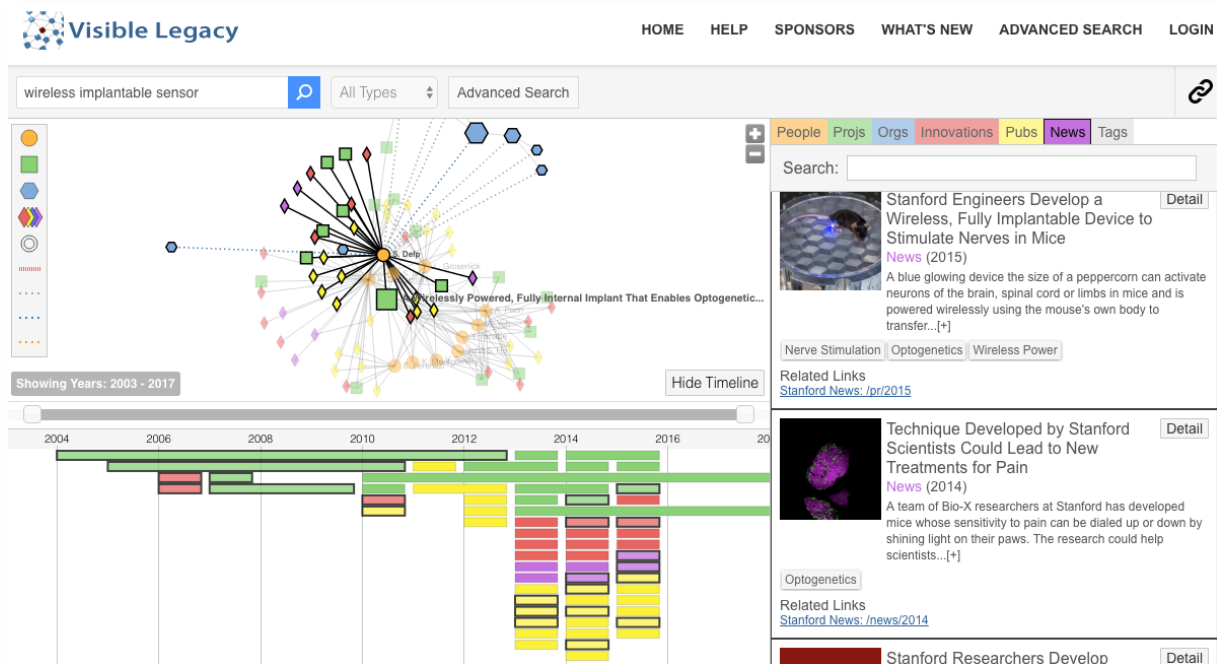 Visible Legacy
HOME HELP SPONSORS WHAT'S NEW ADVANCED SEARCH LOGIN
wireless implantable sensor
All Types
Advanced Search
S. Delp
Grosenick
A Wirelessly Powered, Fully Internal Implant That Enables Optogenetic...
A. Poon
Showing Years: 2003 - 2017
Hide Timeline
2004 2006 2008 2010 2012 2014 2016 20
People Projs Orgs Innovations Pubs News Tags
Search:
Stanford Engineers Develop a
Wireless, Fully Implantable Device to
Stimulate Nerves in Mice
Detail
News (2015)
A blue glowing device the size of a peppercorn can activate
neurons of the brain, spinal cord or limbs in mice and is
powered wirelessly using the mouse's own body to
transfer...[+]
Nerve Stimulation Optogenetics Wireless Power
Related Links
Stanford News: /pr/2015
Technique Developed by Stanford
Scientists Could Lead to New
Treatments for Pain
Detail
News (2014)
A team of Bio-X researchers at Stanford has developed
mice whose sensitivity to pain can be dialed up or down by
shining light on their paws. The research could help
scientists...[+]
Optogenetics
Related Links
Stanford News: /news/2014
Stanford Researchers Develop
Detail